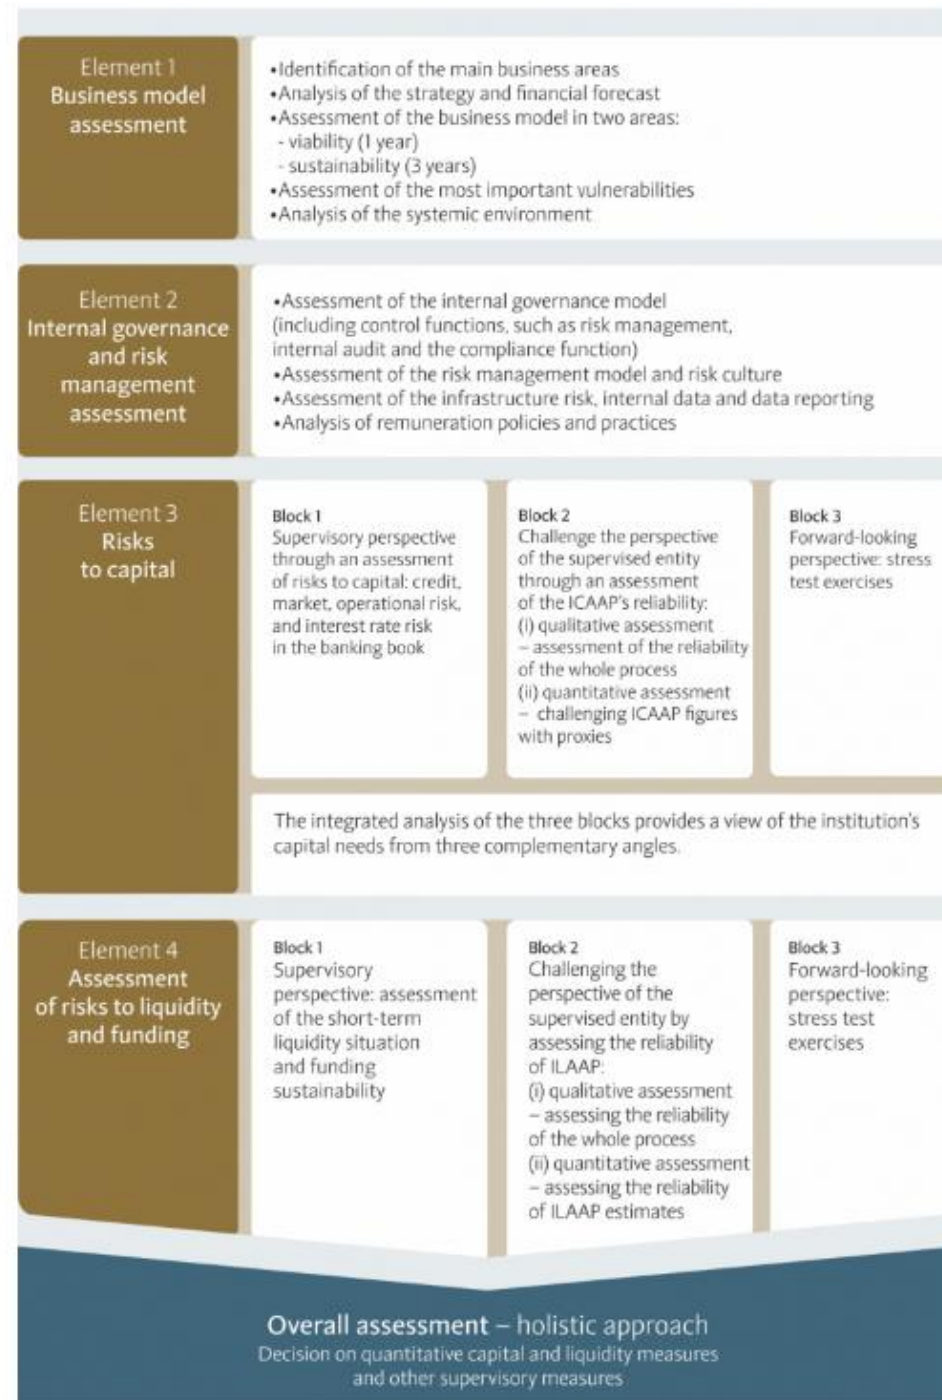 Element 1
Business model
assessment
•Identification of the main business areas
•Analysis of the strategy and financial forecast
•Assessment of the business model in two areas:
- viability (1 year)
- sustainability (3 years)
•Assessment of the most important vulnerabilities
•Analysis of the systemic environment
Element 2
Internal governance
and risk
management
assessment
•Assessment of the internal governance model
(including control functions, such as risk management,
internal audit and the compliance function)
•Assessment of the risk management model and risk culture
•Assessment of the infrastructure risk, internal data and data reporting
•Analysis of remuneration policies and practices
Element 3
Risks
to capital
Block 1
Supervisory perspective
through an assessment
of risks to capital: credit,
market, operational risk,
and interest rate risk
in the banking book
Block 2
Challenge the perspective
of the supervised entity
through an assessment
of the ICAAP's reliability:
(i) qualitative assessment
– assessment of the reliability
of the whole process
(ii) quantitative assessment
– challenging ICAAP figures
with proxies
Block 3
Forward-looking
perspective: stress
test exercises
The integrated analysis of the three blocks provides a view of the institution's
capital needs from three complementary angles.
Element 4
Assessment
of risks to liquidity
and funding
Block 1
Supervisory
perspective: assessment
of the short-term
liquidity situation
and funding
sustainability
Block 2
Challenging the
perspective of the
supervised entity by
assessing the reliability
of ILAAP:
(i) qualitative assessment
– assessing the reliability
of the whole process
(ii) quantitative assessment
– assessing the reliability
of ILAAP estimates
Block 3
Forward-looking
perspective:
stress test
exercises
Overall assessment – holistic approach
Decision on quantitative capital and liquidity measures
and other supervisory measures